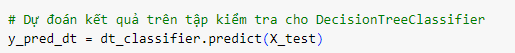 # Dự đoán kết quả trên tập kiểm tra cho DecisionTreeClassifier
y_pred_dt = dt_classifier.predict(X_test)